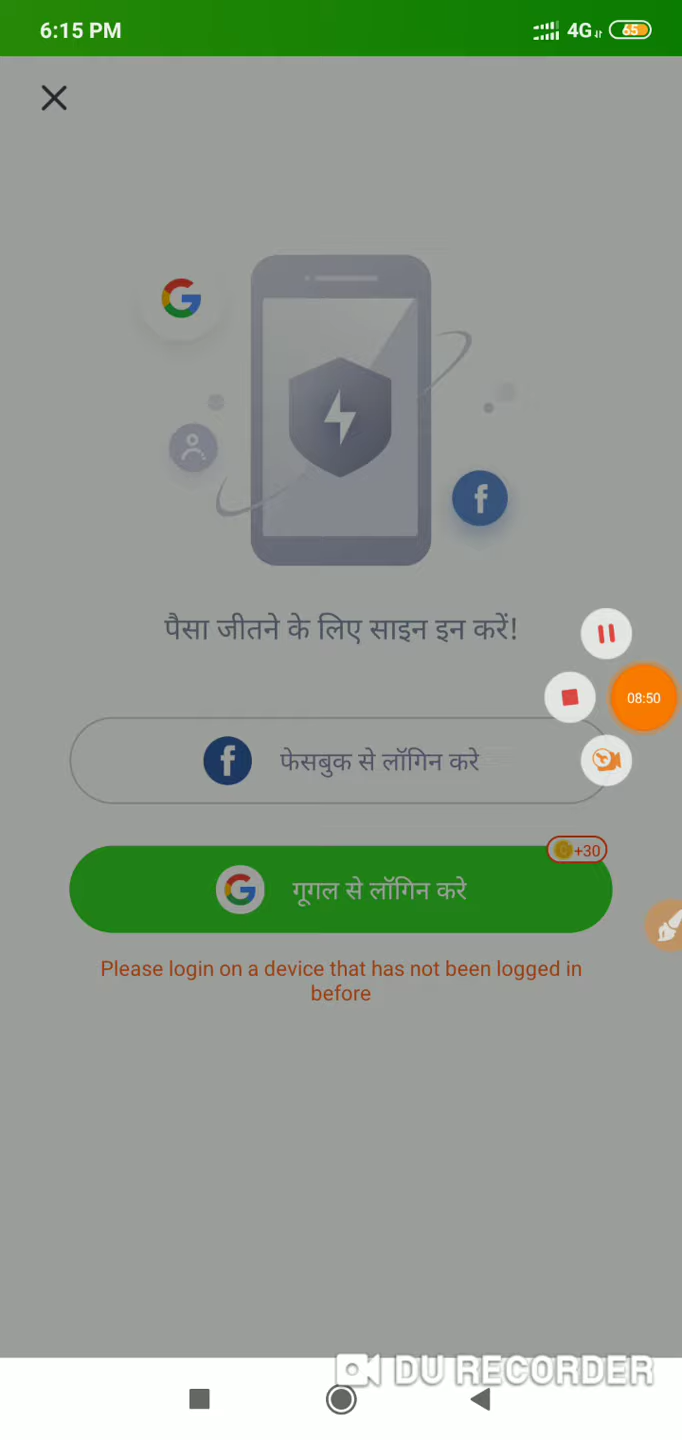 6:15 PM
4G
65
पैसा जीतने के लिए साइन इन करें!
08:50
फेसबुक से लॉगिन करे
+30
गूगल से लॉगिन करे
Please login on a device that has not been logged in
before
DU RECORDER